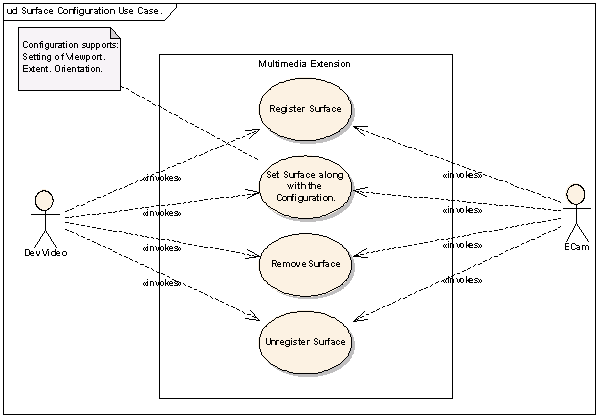 ud Surface Configuration Use Case.
Configuration supports:
Setting of Viewport.
Extent. Orientation.
Multimedia Extension
Register Surface
«invokes»
«invokes»
Set Surface along
with the
Configuration.
«invokes»
«invokes»
DevVideo
ECam
«invokes»
«invokes»
Remove Surface
«invokes»
«invokes»
Unregister Surface